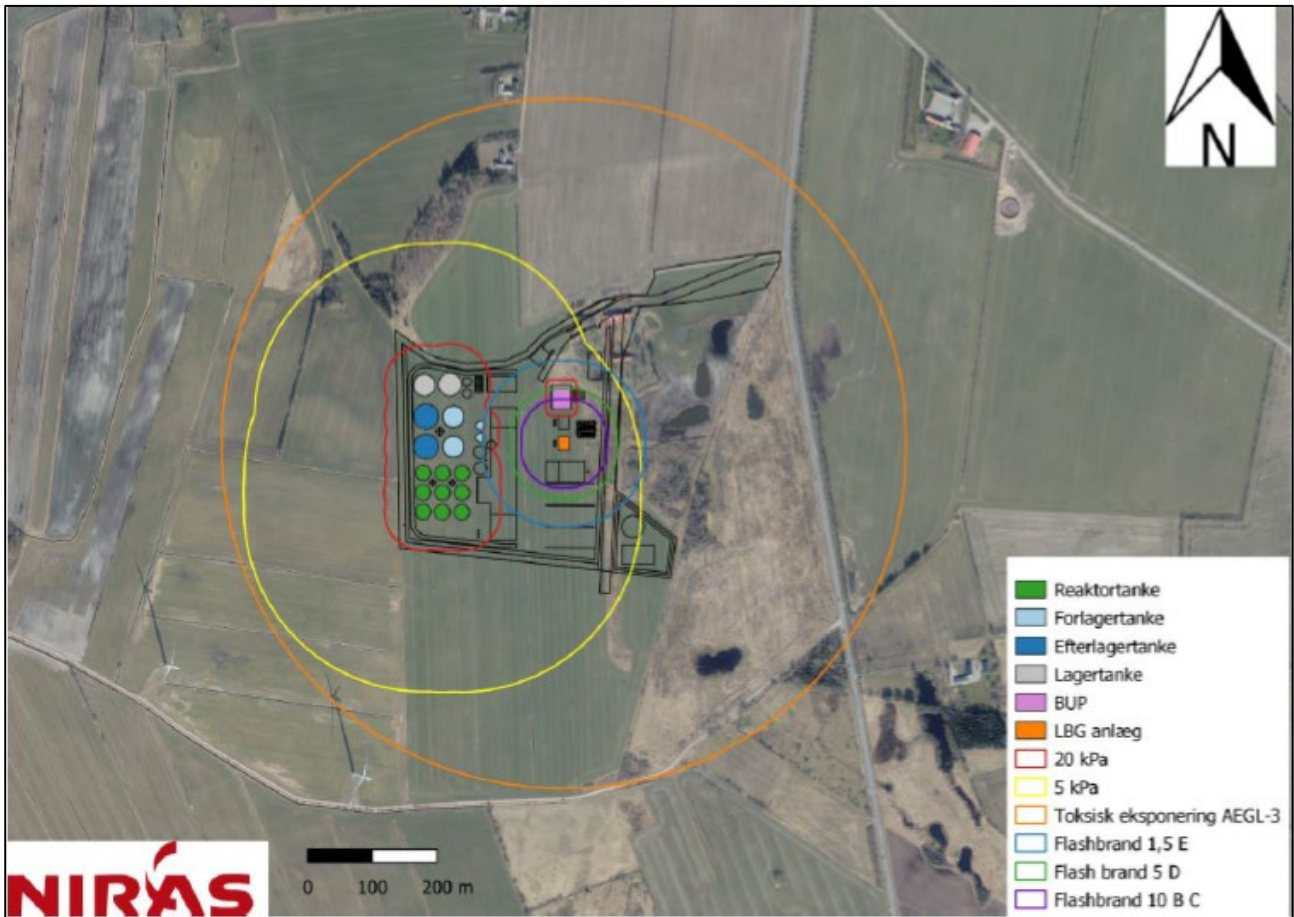 N
Reaktortanke
Forlagertanke
Efterlagertanke
Lagertanke
BUP
LBG anlæg
20 kPa
5 kPa
Toksisk eksponering AEGL-3
Flashbrand 1,5 E
Flash brand 5 D
Flashbrand 10 B C
NIRAS
0 100 200 m